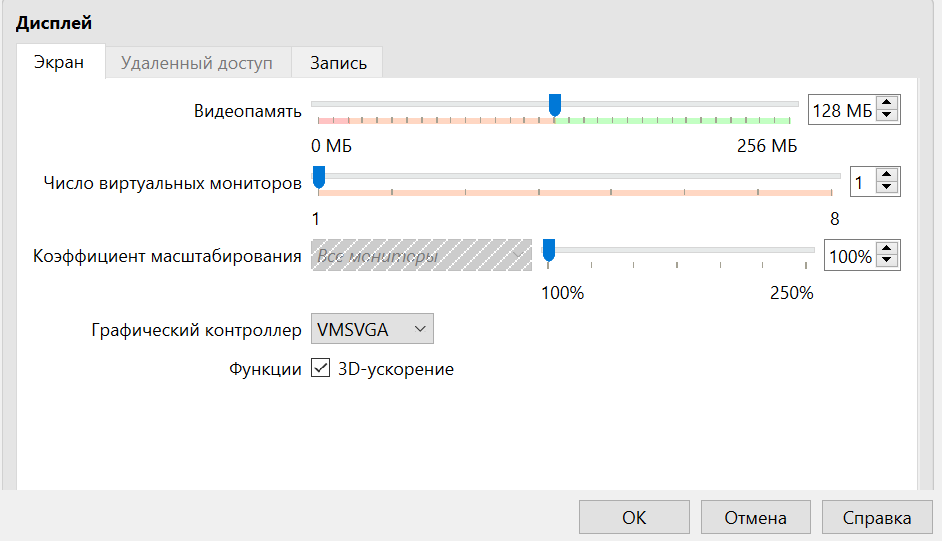 Дисплей
Экран Удаленный доступ Запись
Видеопамять 128 МБ
0 МБ 256 МБ
Число виртуальных мониторов 1
1 8
Коэффициент масштабирования Все мониторы 100%
100% 250%
Графический контроллер VMSVGA
Функции 3D-ускорение
OK Отмена Справка